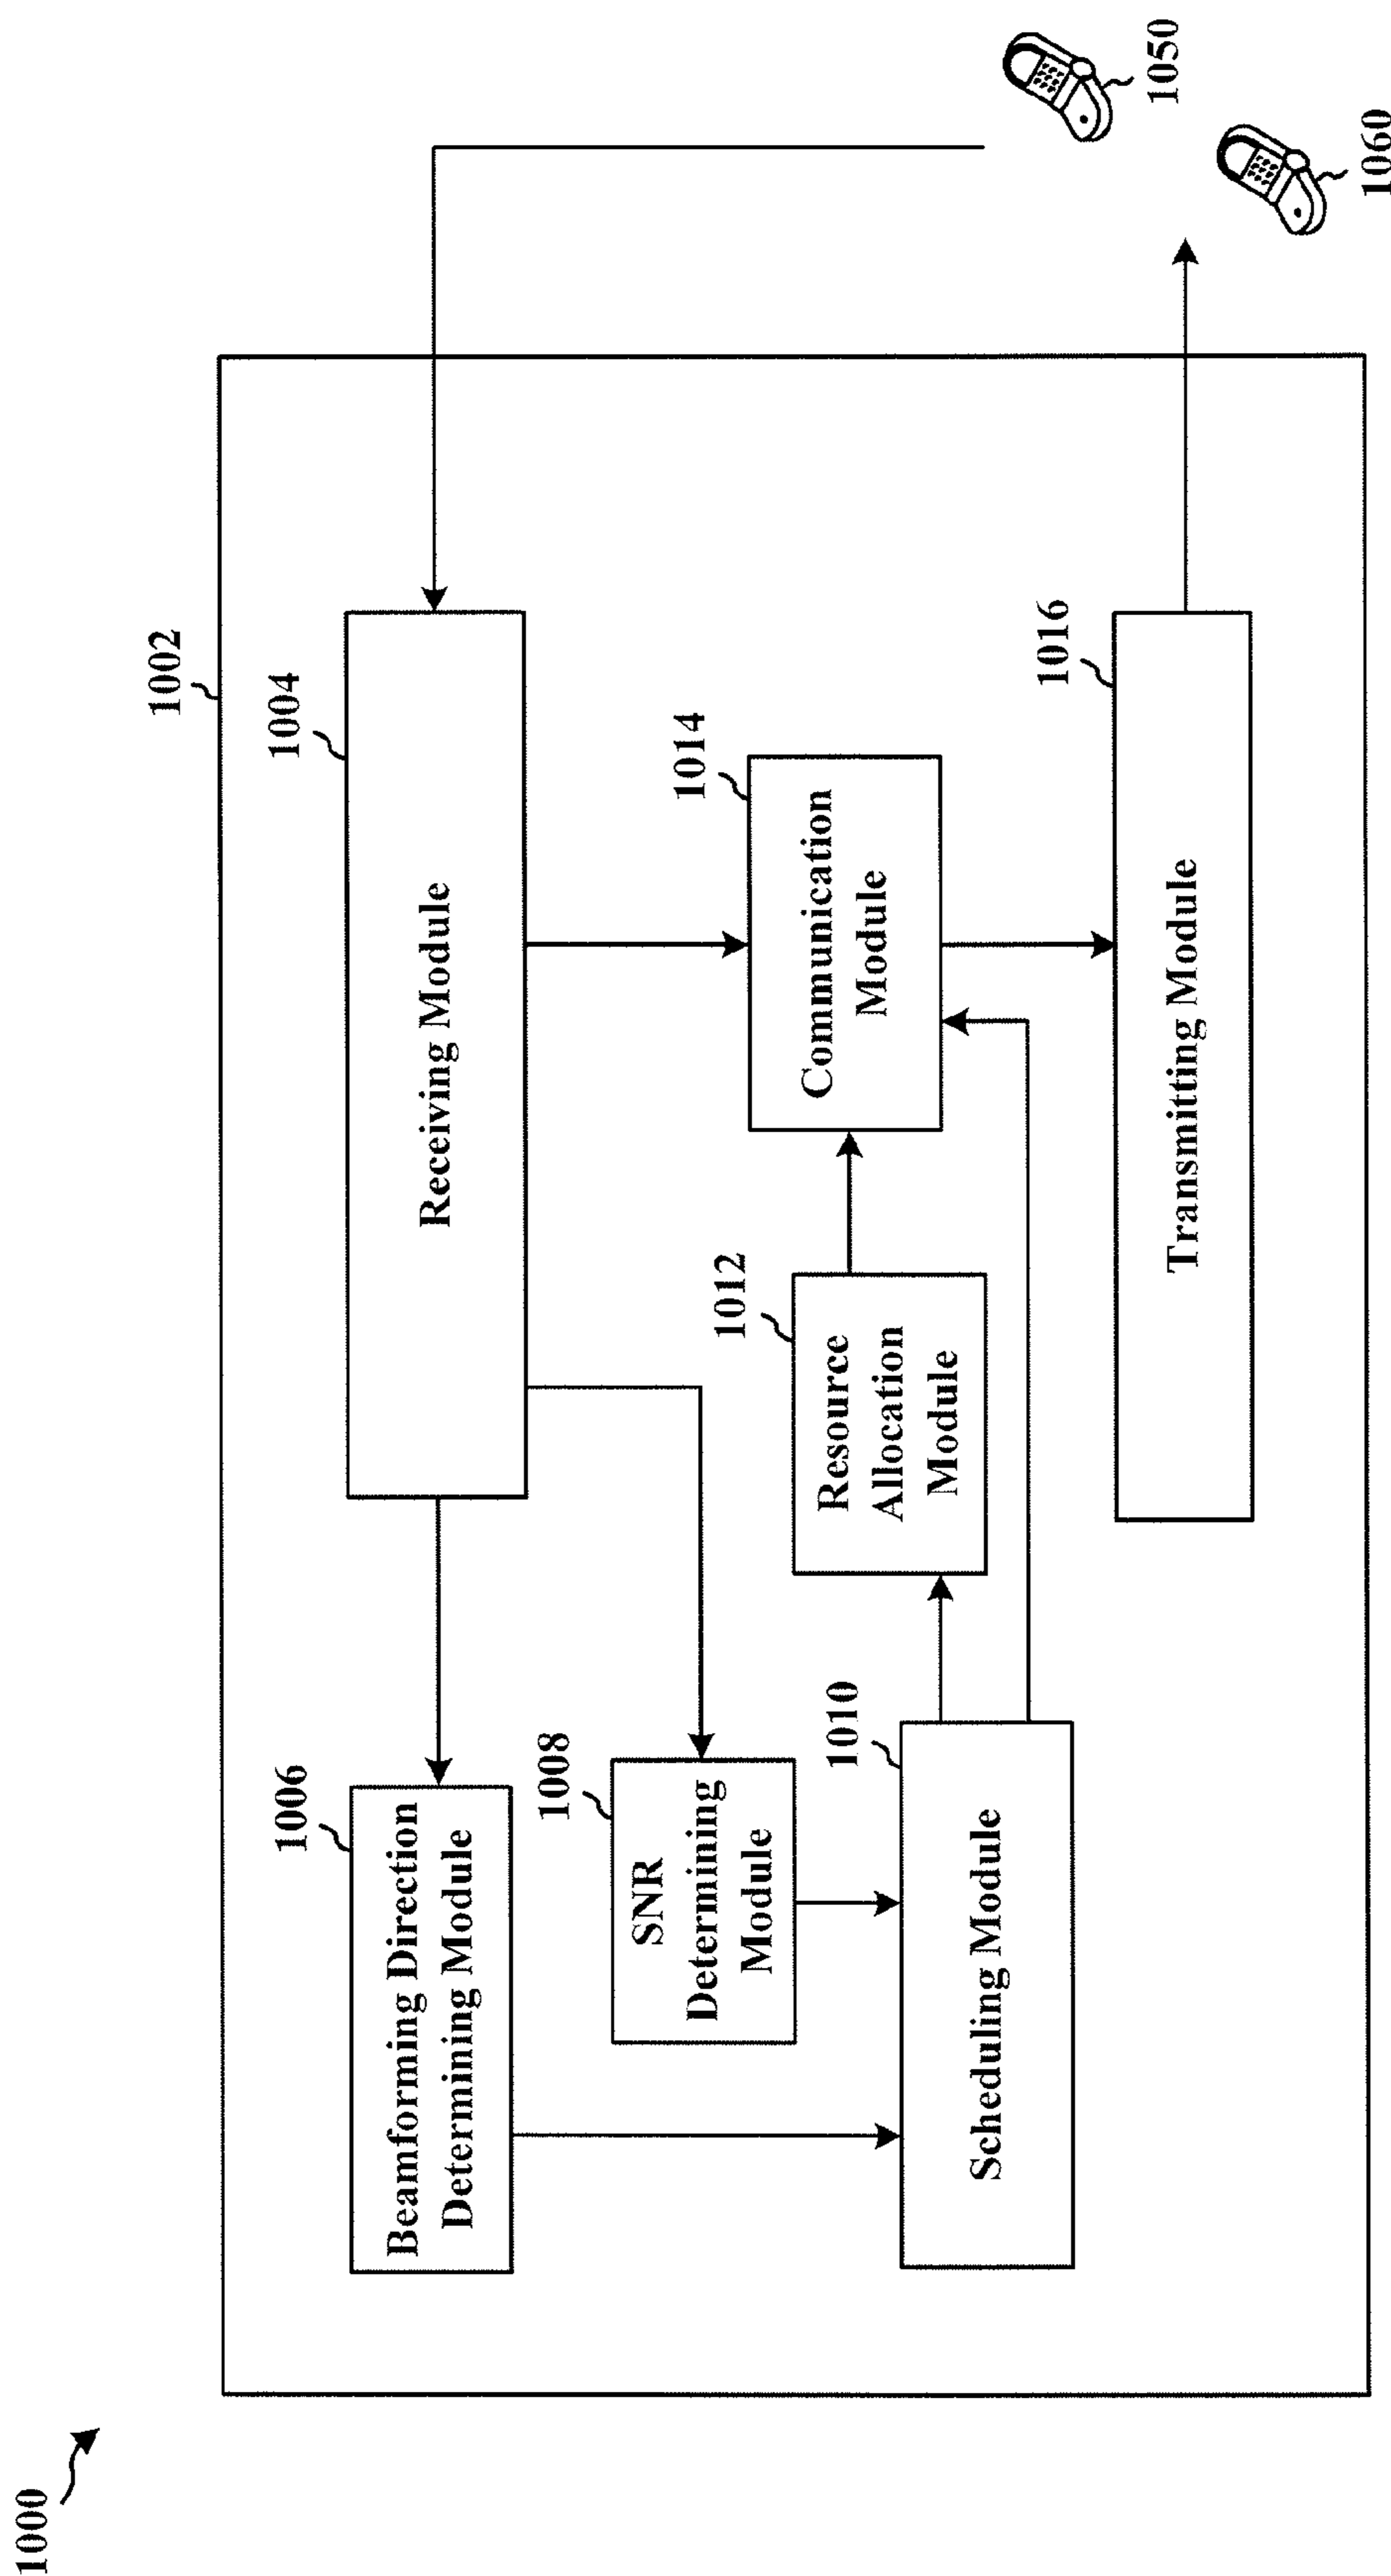 1000
1002
1004
Receiving Module
1006
Beamforming Direction
Determining Module
1008
SNR
Determining
Module
1014
Communication
Module
1012
Resource
Allocation
Module
1010
Scheduling Module
1016
Transmitting Module
1050
1060